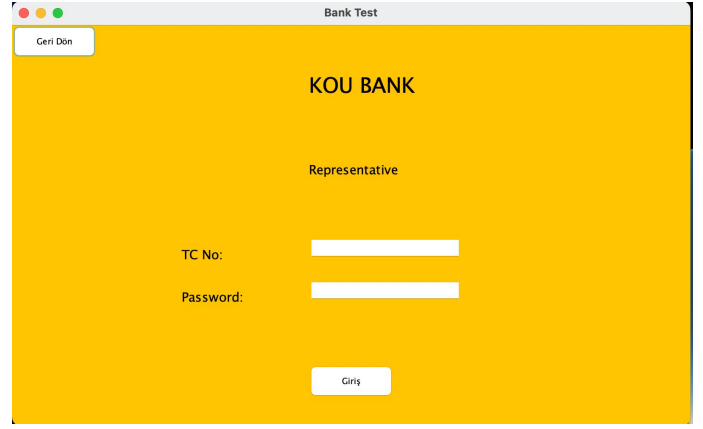 Bank Test
Geri Dön
KOU BANK
Representative
TC No:
Password:
Giriş